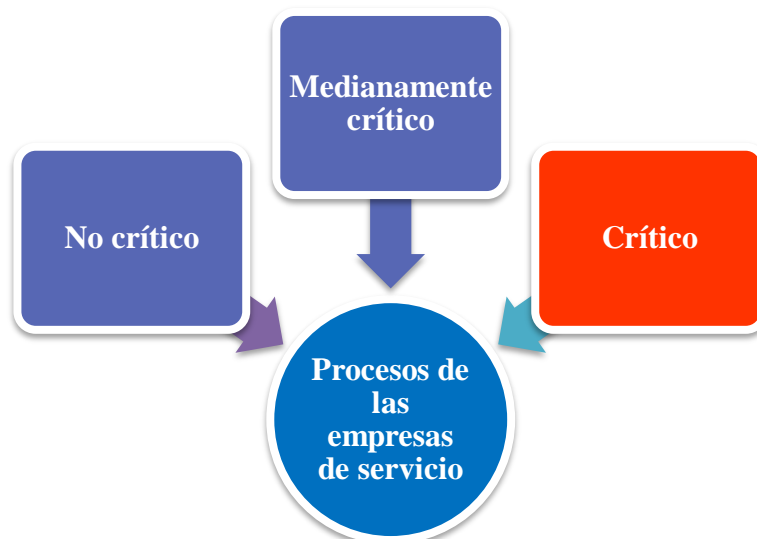 Medianamente
crítico
No crítico
Crítico
Procesos de
las
empresas
de servicio